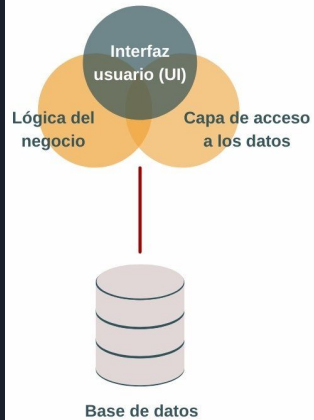 Interfaz
usuario (UI)
Lógica del
negocio
Capa de acceso
a los datos
Base de datos